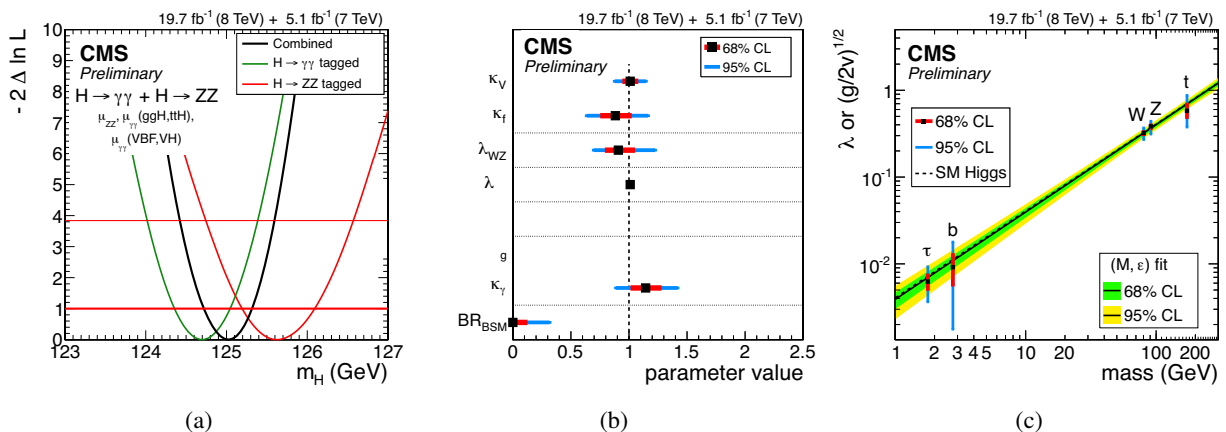 19.7 fb⁻¹ (8 TeV) + 5.1 fb⁻¹ (7 TeV)
- 2 Δ ln L
10
9
8
7
6
5
4
3
2
1
0
CMS
Preliminary
H → γγ + H → ZZ
μ_ZZ, μ_γγ(ggH,ttH),
μ_γγ(VBF,VH)
Combined
H → γγ tagged
H → ZZ tagged
123 124 125 126 127
m_H (GeV)
(a)
19.7 fb⁻¹ (8 TeV) + 5.1 fb⁻¹ (7 TeV)
CMS
Preliminary
68% CL
95% CL
κ_V
κ_f
λ_WZ
λ
g
κ_γ
BR_BSM
0 0.5 1 1.5 2 2.5
parameter value
(b)
19.7 fb⁻¹ (8 TeV) + 5.1 fb⁻¹ (7 TeV)
λ or (g/2v)^1/2
1
10⁻¹
10⁻²
CMS
Preliminary
68% CL
95% CL
SM Higgs
t
W Z
b
τ
(M, ε) fit
68% CL
95% CL
1 2 3 4 5 10 20 100 200
mass (GeV)
(c)